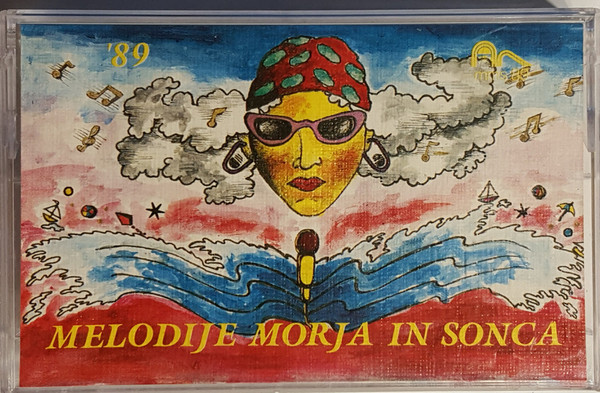 '89
MELODIJE MORJA IN SONCA